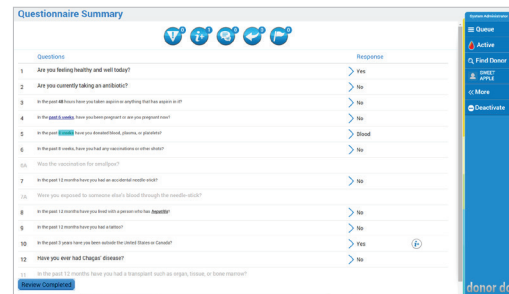 Questionnaire Summary
System Administrator
Queue
Active
Find Donor
SWEET APPLE
More
Deactivate
Questions Response
1 Are you feeling healthy and well today? Yes
2 Are you currently taking an antibiotic? No
3 In the past 48 hours have you taken aspirin or anything that has aspirin in it? No
4 In the past 6 weeks, have you been pregnant or are you pregnant now? No
5 In the past 8 weeks have you donated blood, plasma, or platelets? Blood
6 In the past 8 weeks, have you had any vaccinations or other shots? No
6A Was the vaccination for smallpox?
7 In the past 12 months have you had an accidental needle-stick? No
7A Were you exposed to someone else's blood through the needle-stick?
8 In the past 12 months have you lived with a person who has hepatitis? No
9 In the past 12 months have you had a tattoo? No
10 In the past 3 years have you been outside the United States or Canada? Yes
12 Have you ever had Chagas' disease? No
11 In the past 12 months have you had a transplant such as organ, tissue, or bone marrow?
Review Completed
donor do